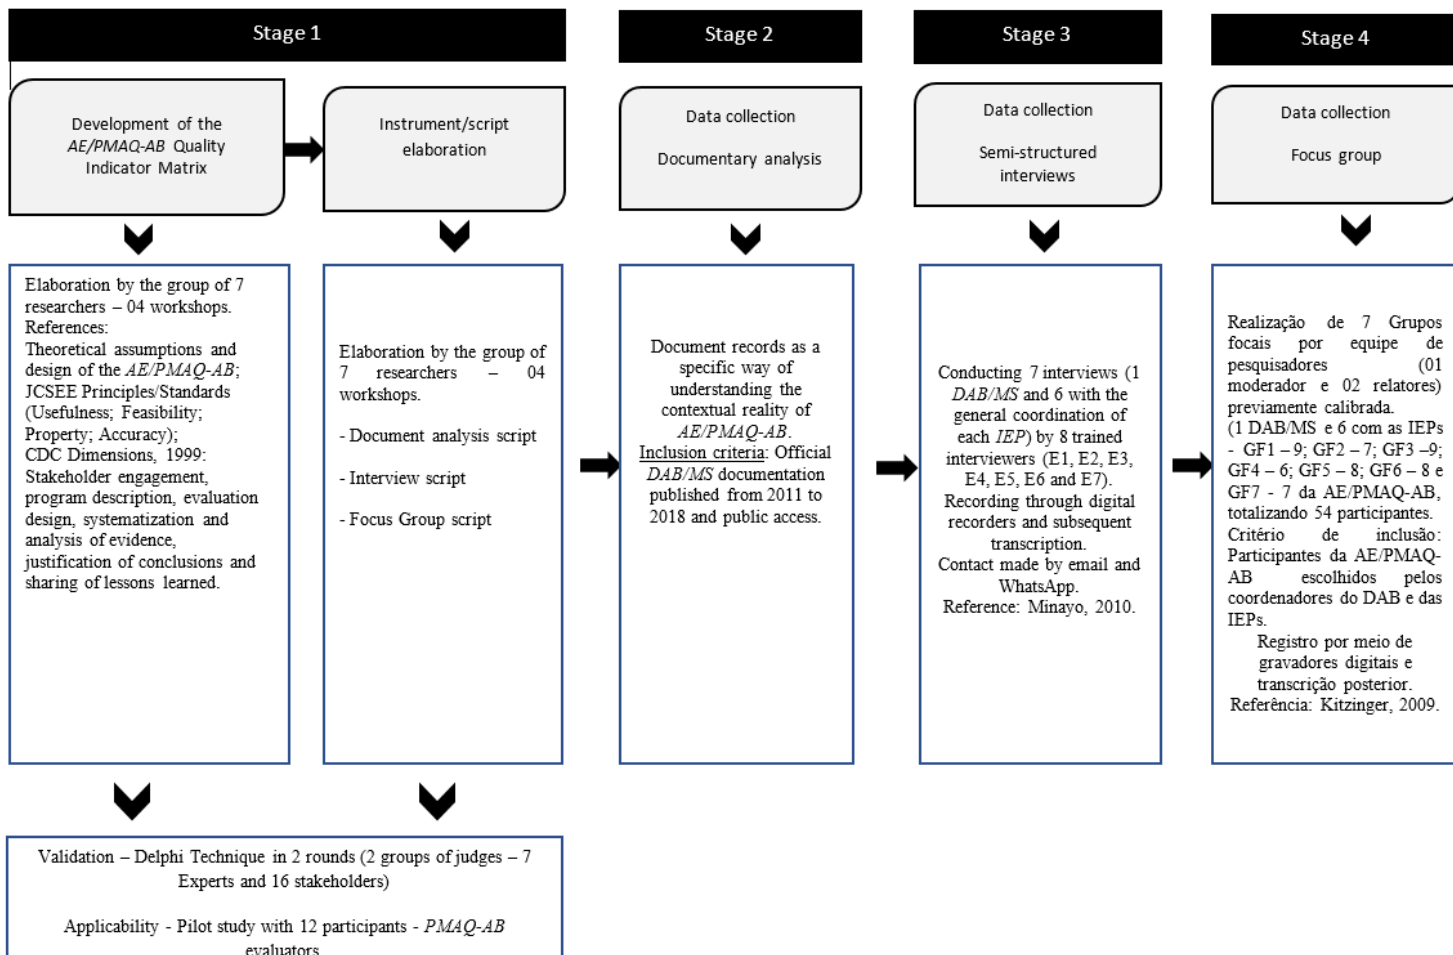 Stage 1
Development of the
AE/PMAQ-AB Quality
Indicator Matrix
Instrument/script
elaboration
Elaboration by the group of 7
researchers – 04 workshops.
References:
Theoretical assumptions and
design of the AE/PMAQ-AB;
JCSEE Principles/Standards
(Usefulness; Feasibility;
Property; Accuracy);
CDC Dimensions, 1999:
Stakeholder engagement,
program description, evaluation
design, systematization and
analysis of evidence,
justification of conclusions and
sharing of lessons learned.
Elaboration by the group of
7 researchers – 04
workshops.
- Document analysis script
- Interview script
- Focus Group script
Validation – Delphi Technique in 2 rounds (2 groups of judges – 7
Experts and 16 stakeholders)
Applicability - Pilot study with 12 participants - PMAQ-AB
evaluators
Stage 2
Data collection
Documentary analysis
Document records as a
specific way of
understanding the
contextual reality of
AE/PMAQ-AB.
Inclusion criteria: Official
DAB/MS documentation
published from 2011 to
2018 and public access.
Stage 3
Data collection
Semi-structured
interviews
Conducting 7 interviews (1
DAB/MS and 6 with the
general coordination of
each IEP) by 8 trained
interviewers (E1, E2, E3,
E4, E5, E6 and E7).
Recording through digital
recorders and subsequent
transcription.
Contact made by email and
WhatsApp.
Reference: Minayo, 2010.
Stage 4
Data collection
Focus group
Realização de 7 Grupos
focais por equipe de
pesquisadores (01
moderador e 02 relatores)
previamente calibrada.
(1 DAB/MS e 6 com as IEPs
- GF1 – 9; GF2 – 7; GF3 –9;
GF4 – 6; GF5 – 8; GF6 – 8 e
GF7 - 7 da AE/PMAQ-AB,
totalizando 54 participantes.
Critério de inclusão:
Participantes da AE/PMAQ-
AB escolhidos pelos
coordenadores do DAB e das
IEPs.
Registro por meio de
gravadores digitais e
transcrição posterior.
Referência: Kitzinger, 2009.